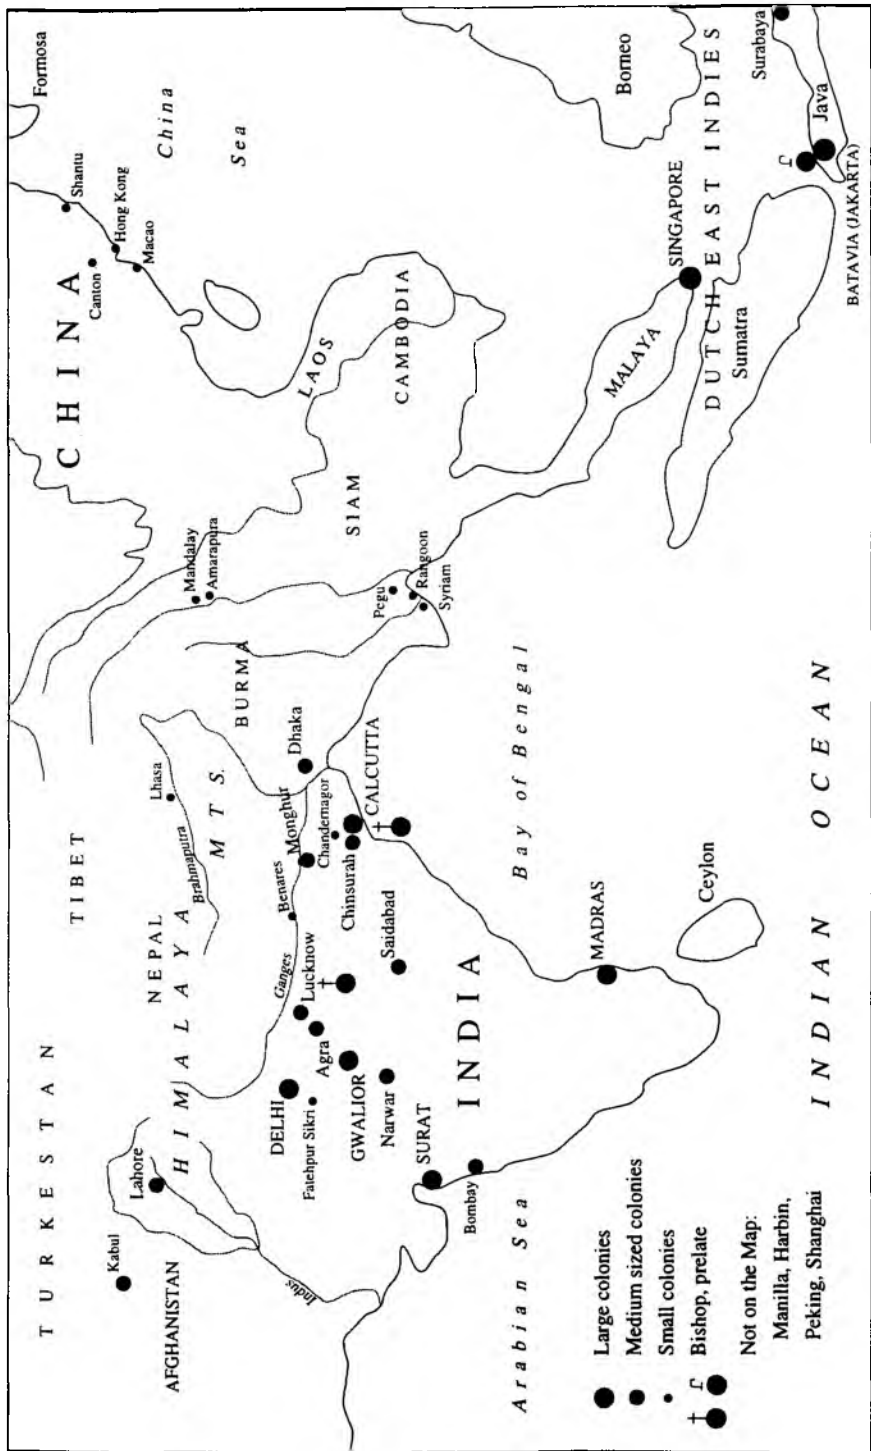 TURKESTAN
TIBET
CHINA
Formosa
Kabul
Lahore
AFGHANISTAN
Indus
HIMALAYA
MTS.
NEPAL
Brahmaputra
Lhasa
BURMA
Mandalay
Amarapura
Canton
Shantu
Hong Kong
Macao
China
Sea
DELHI
Fatehpur Sikri
Agra
Lucknow
Ganges
Benares
Monghur
Chandernagor
Chinsurah
Dhaka
CALCUTTA
GWALIOR
Narwar
Saidabad
SURAT
Bombay
INDIA
MADRAS
Ceylon
SIAM
Pegu
Rangoon
Syriam
LAOS
CAMBODIA
MALAYA
SINGAPORE
Borneo
DUTCH EAST INDIES
Sumatra
Surabaya
Java
BATAVIA (JAKARTA)
Arabian Sea
Bay of Bengal
INDIAN OCEAN
Large colonies
Medium sized colonies
Small colonies
Bishop, prelate
Not on the Map:
Manilla, Harbin,
Peking, Shanghai